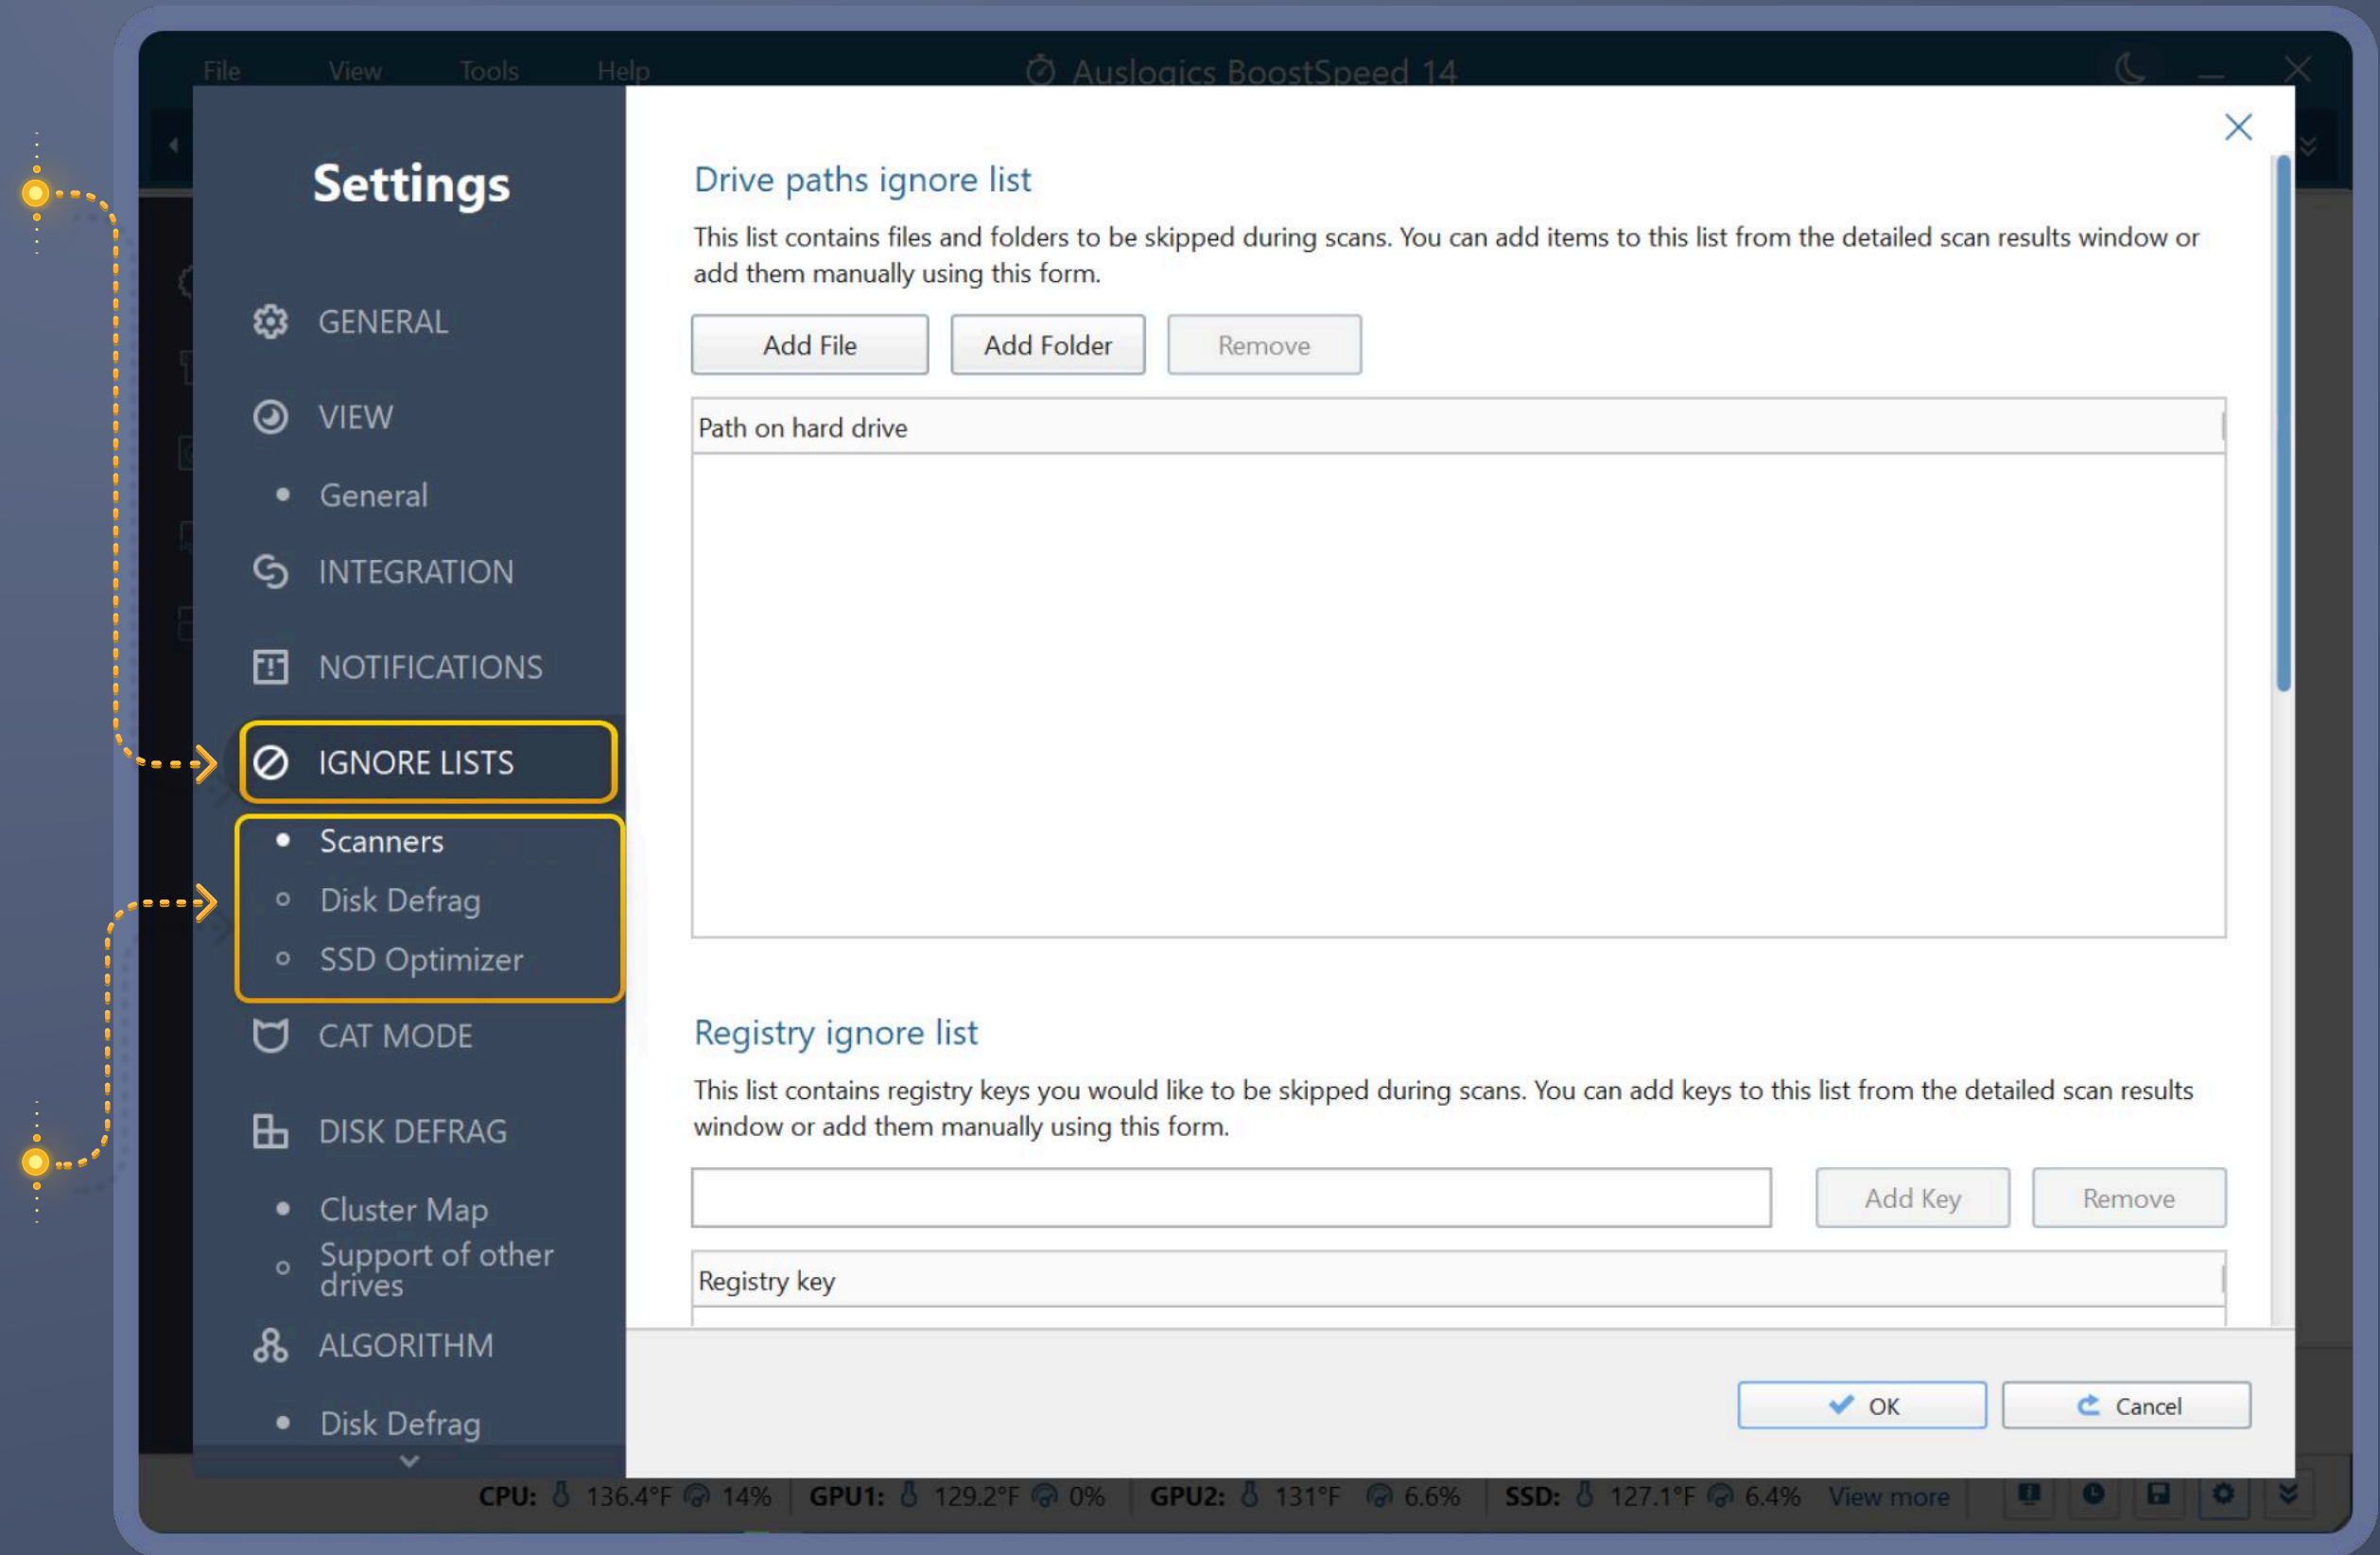 File View Tools Help
Auslogics BoostSpeed 14
Settings
GENERAL
VIEW
General
INTEGRATION
NOTIFICATIONS
IGNORE LISTS
Scanners
Disk Defrag
SSD Optimizer
CAT MODE
DISK DEFRAG
Cluster Map
Support of other
drives
ALGORITHM
Disk Defrag
Drive paths ignore list
This list contains files and folders to be skipped during scans. You can add items to this list from the detailed scan results window or
add them manually using this form.
Add File Add Folder Remove
Path on hard drive
Registry ignore list
This list contains registry keys you would like to be skipped during scans. You can add keys to this list from the detailed scan results
window or add them manually using this form.
Add Key Remove
Registry key
OK Cancel
CPU: 136.4°F 14% GPU1: 129.2°F 0% GPU2: 131°F 6.6% SSD: 127.1°F 6.4% View more